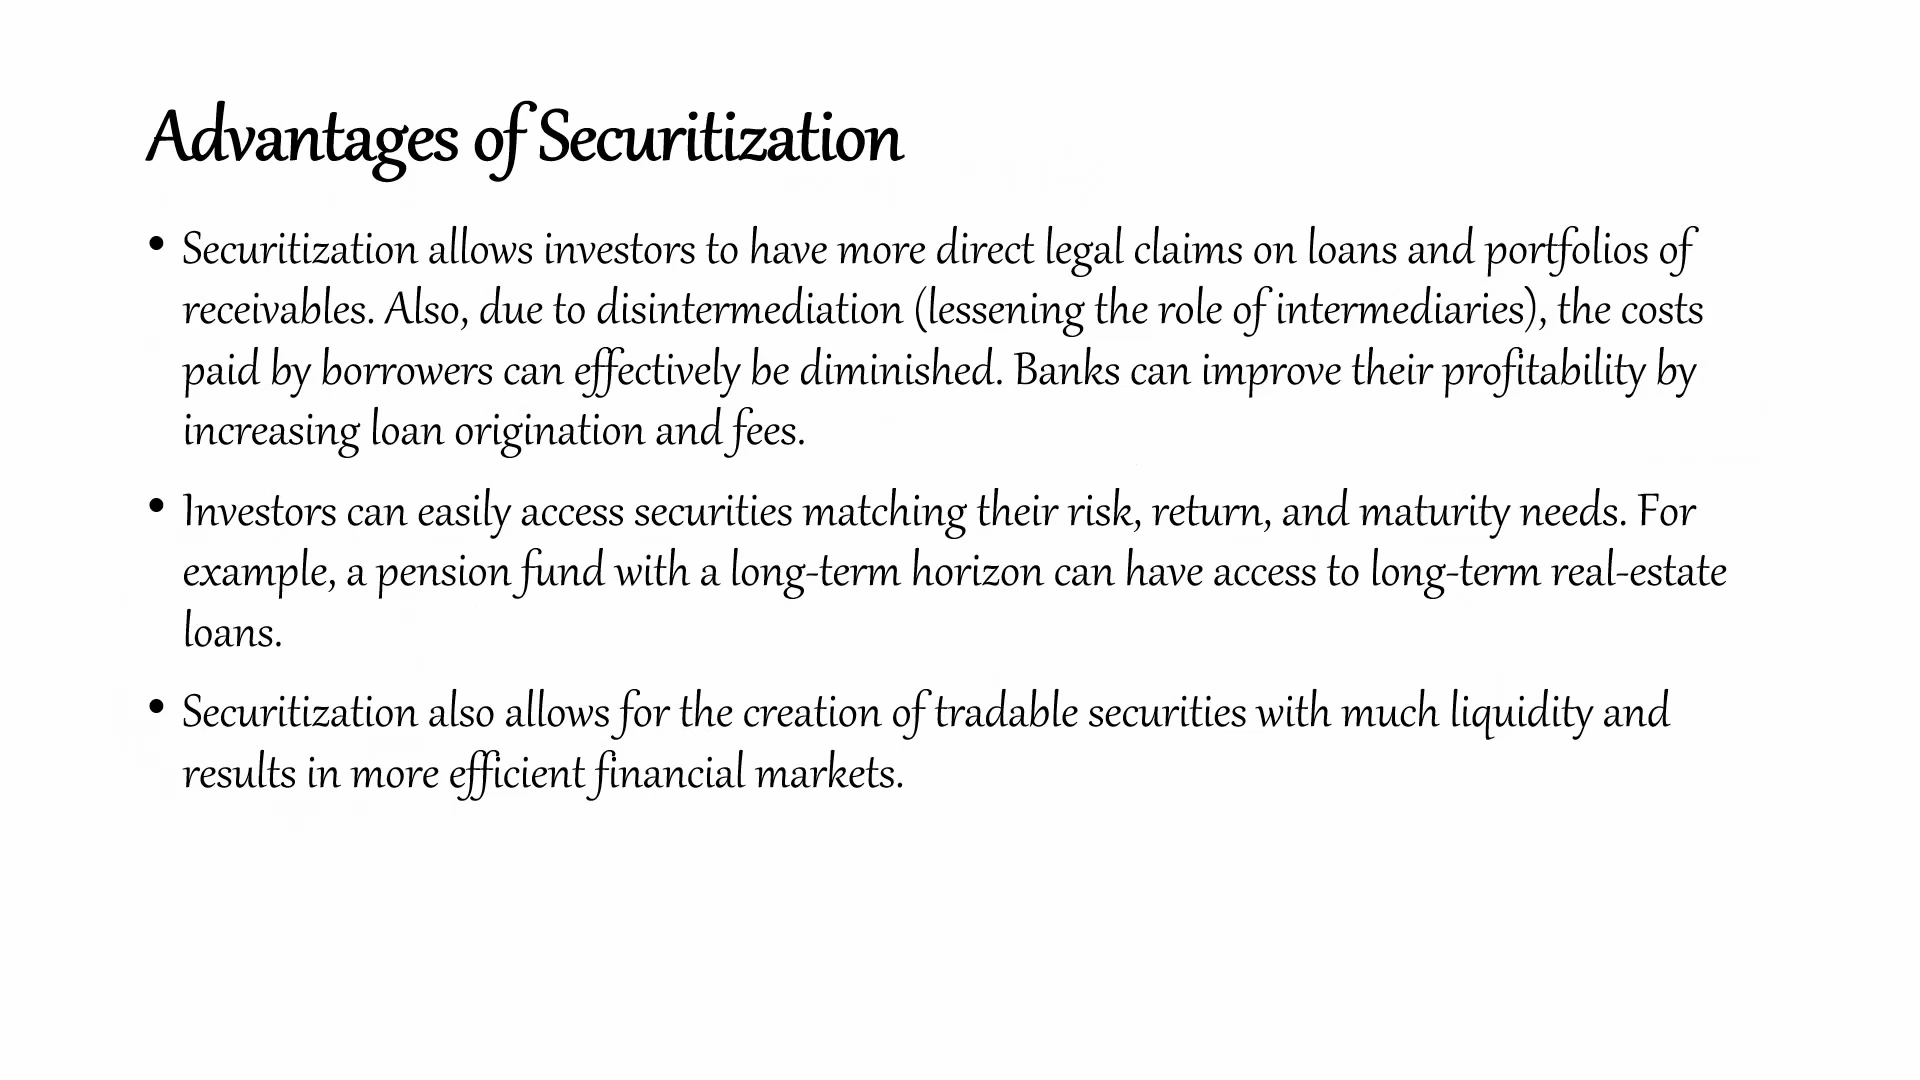 Advantages of Securitization
• Securitization allows investors to have more direct legal claims on loans and portfolios of
receivables. Also, due to disintermediation (lessening the role of intermediaries), the costs
paid by borrowers can effectively be diminished. Banks can improve their profitability by
increasing loan origination and fees.
• Investors can easily access securities matching their risk, return, and maturity needs. For
example, a pension fund with a long-term horizon can have access to long-term real-estate
loans.
• Securitization also allows for the creation of tradable securities with much liquidity and
results in more efficient financial markets.